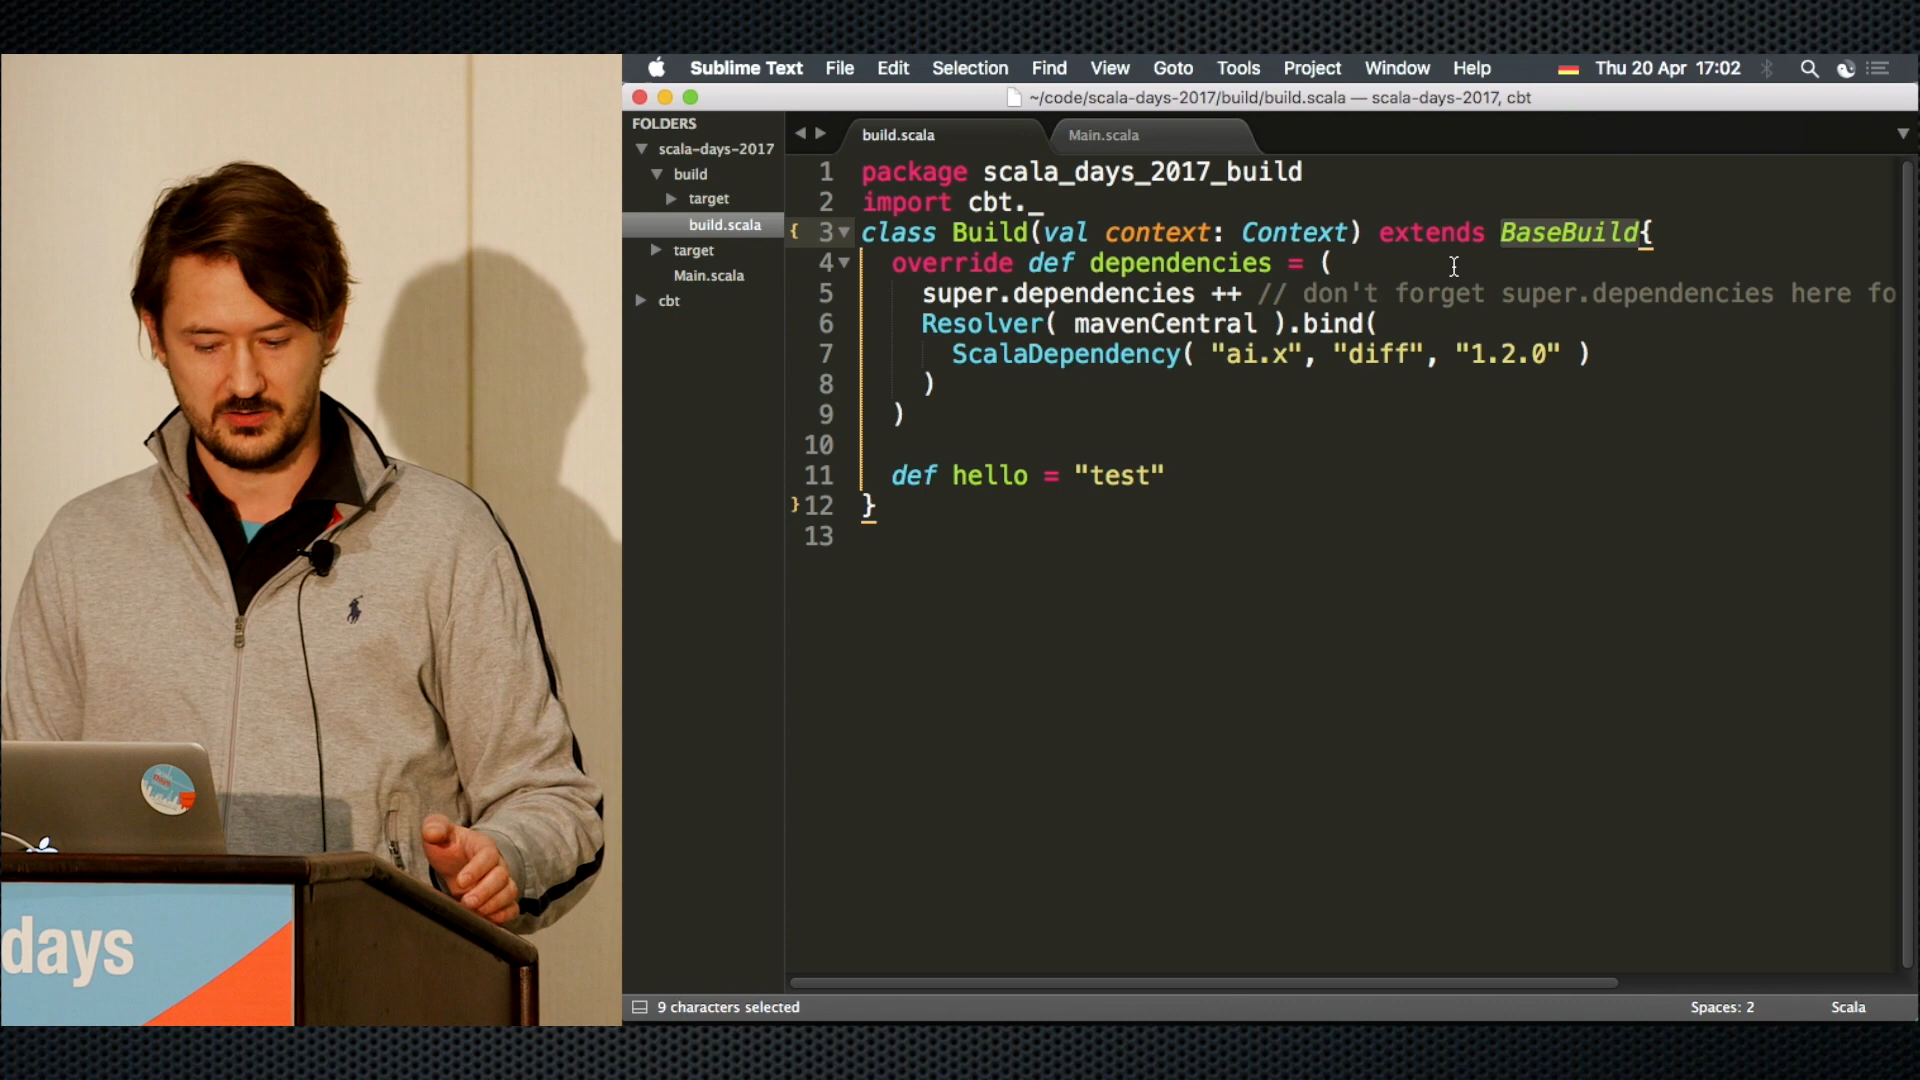 Sublime Text File Edit Selection Find View Goto Tools Project Window Help Thu 20 Apr 17:02
~/code/scala-days-2017/build/build.scala — scala-days-2017, cbt
FOLDERS
scala-days-2017
build
target
build.scala
target
Main.scala
cbt
build.scala Main.scala
1 package scala_days_2017_build
2 import cbt._
{ 3 class Build(val context: Context) extends BaseBuild{
4 override def dependencies = (
5 super.dependencies ++ // don't forget super.dependencies here fo
6 Resolver( mavenCentral ).bind(
7 ScalaDependency( "ai.x", "diff", "1.2.0" )
8 )
9 )
10
11 def hello = "test"
} 12 }
13
9 characters selected Spaces: 2 Scala
days